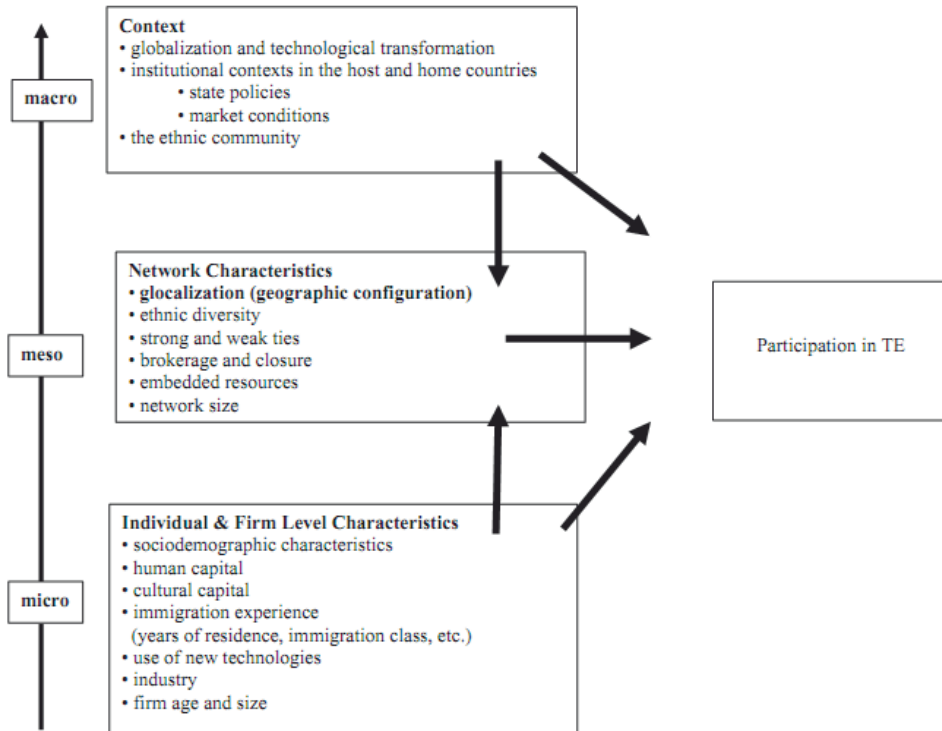 Context
• globalization and technological transformation
• institutional contexts in the host and home countries
• state policies
• market conditions
• the ethnic community
macro
Network Characteristics
• glocalization (geographic configuration)
• ethnic diversity
• strong and weak ties
• brokerage and closure
• embedded resources
• network size
meso
Participation in TE
Individual & Firm Level Characteristics
• sociodemographic characteristics
• human capital
• cultural capital
• immigration experience
(years of residence, immigration class, etc.)
• use of new technologies
• industry
• firm age and size
micro